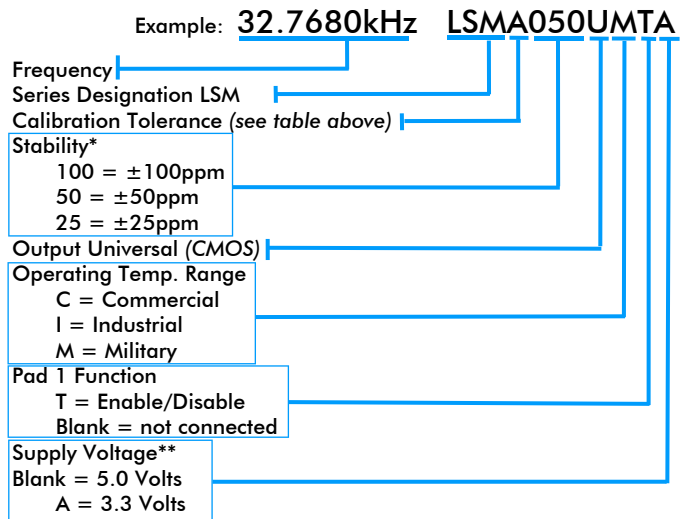 Example: 32.7680kHz LSMA050UMTA
Frequency
Series Designation LSM
Calibration Tolerance (see table above)
Stability*
100 = ±100ppm
50 = ±50ppm
25 = ±25ppm
Output Universal (CMOS)
Operating Temp. Range
C = Commercial
I = Industrial
M = Military
Pad 1 Function
T = Enable/Disable
Blank = not connected
Supply Voltage**
Blank = 5.0 Volts
A = 3.3 Volts